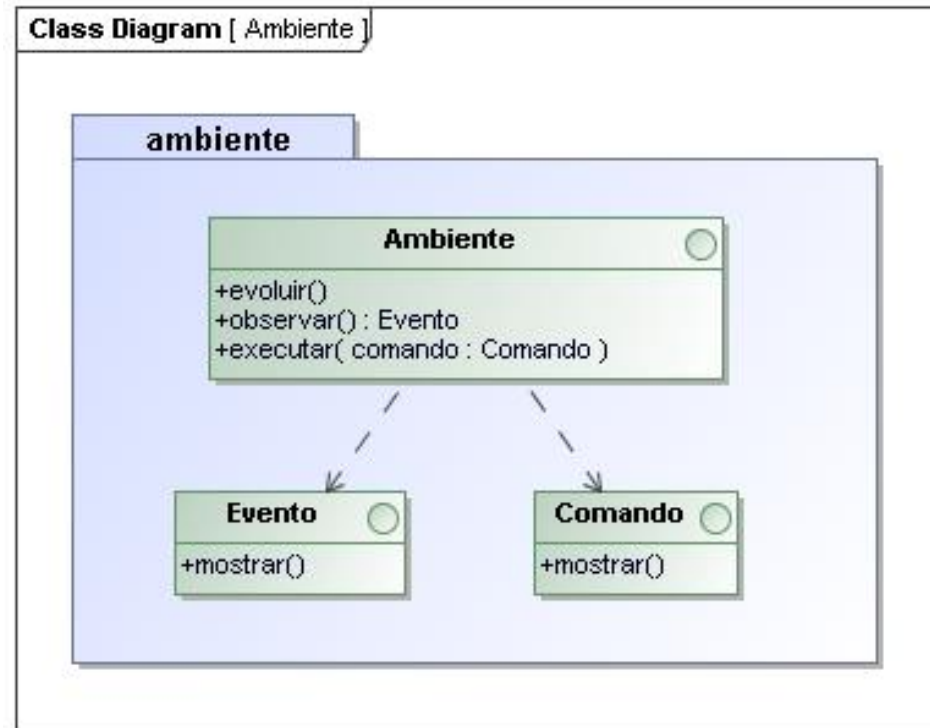 Class Diagram [ Ambiente ]
ambiente
Ambiente
+evoluir()
+observar() : Evento
+executar( comando : Comando )
Evento
+mostrar()
Comando
+mostrar()